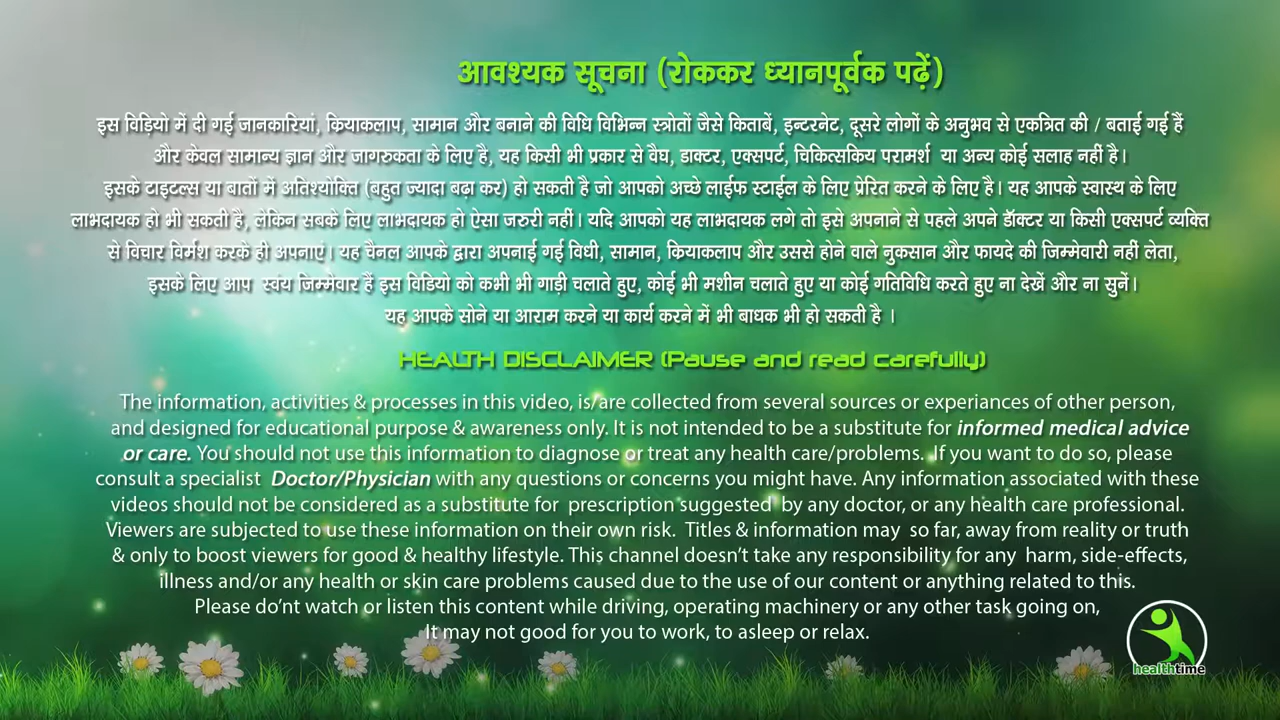 आवश्यक सूचना (रोककर ध्यानपूर्वक पढ़ें)
इस विड़ियो में दी गई जानकारियां, क्रियाकलाप, सामान और बनाने की विधि विभिन्न स्त्रोतों जैसे किताबें, इन्टरनेट, दूसरे लोगों के अनुभव से एकत्रित की / बताई गई हैं
और केवल सामान्य ज्ञान और जागरुकता के लिए है, यह किसी भी प्रकार से वैघ, डाक्टर, एक्सपर्ट, चिकित्सकिय परामर्श या अन्य कोई सलाह नहीं है।
इसके टाइटल्स या बातों में अतिश्योक्ति (बहुत ज्यादा बढ़ा कर) हो सकती है जो आपको अच्छे लाईफ स्टाईल के लिए प्रेरित करने के लिए है। यह आपके स्वास्थ के लिए
लाभदायक हो भी सकती है, लेकिन सबके लिए लाभदायक हो ऐसा जरुरी नहीं। यदि आपको यह लाभदायक लगे तो इसे अपनाने से पहले अपने डॉक्टर या किसी एक्सपर्ट व्यक्ति
से विचार विर्मश करके ही अपनाएं। यह चैनल आपके द्वारा अपनाई गई विधी, सामान, क्रियाकलाप और उससे होने वाले नुकसान और फायदे की जिम्मेवारी नहीं लेता,
इसके लिए आप स्वंय जिम्मेवार हैं इस विडियो को कभी भी गाड़ी चलाते हुए, कोई भी मशीन चलाते हुए या कोई गतिविधि करते हुए ना देखें और ना सुनें।
यह आपके सोने या आराम करने या कार्य करने में भी बाधक भी हो सकती है ।
HEALTH DISCLAIMER (Pause and read carefully)
The information, activities & processes in this video, is/are collected from several sources or experiances of other person,
and designed for educational purpose & awareness only. It is not intended to be a substitute for informed medical advice
or care. You should not use this information to diagnose or treat any health care/problems. If you want to do so, please
consult a specialist Doctor/Physician with any questions or concerns you might have. Any information associated with these
videos should not be considered as a substitute for prescription suggested by any doctor, or any health care professional.
Viewers are subjected to use these information on their own risk. Titles & information may so far, away from reality or truth
& only to boost viewers for good & healthy lifestyle. This channel doesn't take any responsibility for any harm, side-effects,
illness and/or any health or skin care problems caused due to the use of our content or anything related to this.
Please do'nt watch or listen this content while driving, operating machinery or any other task going on,
It may not good for you to work, to asleep or relax.
healthtime